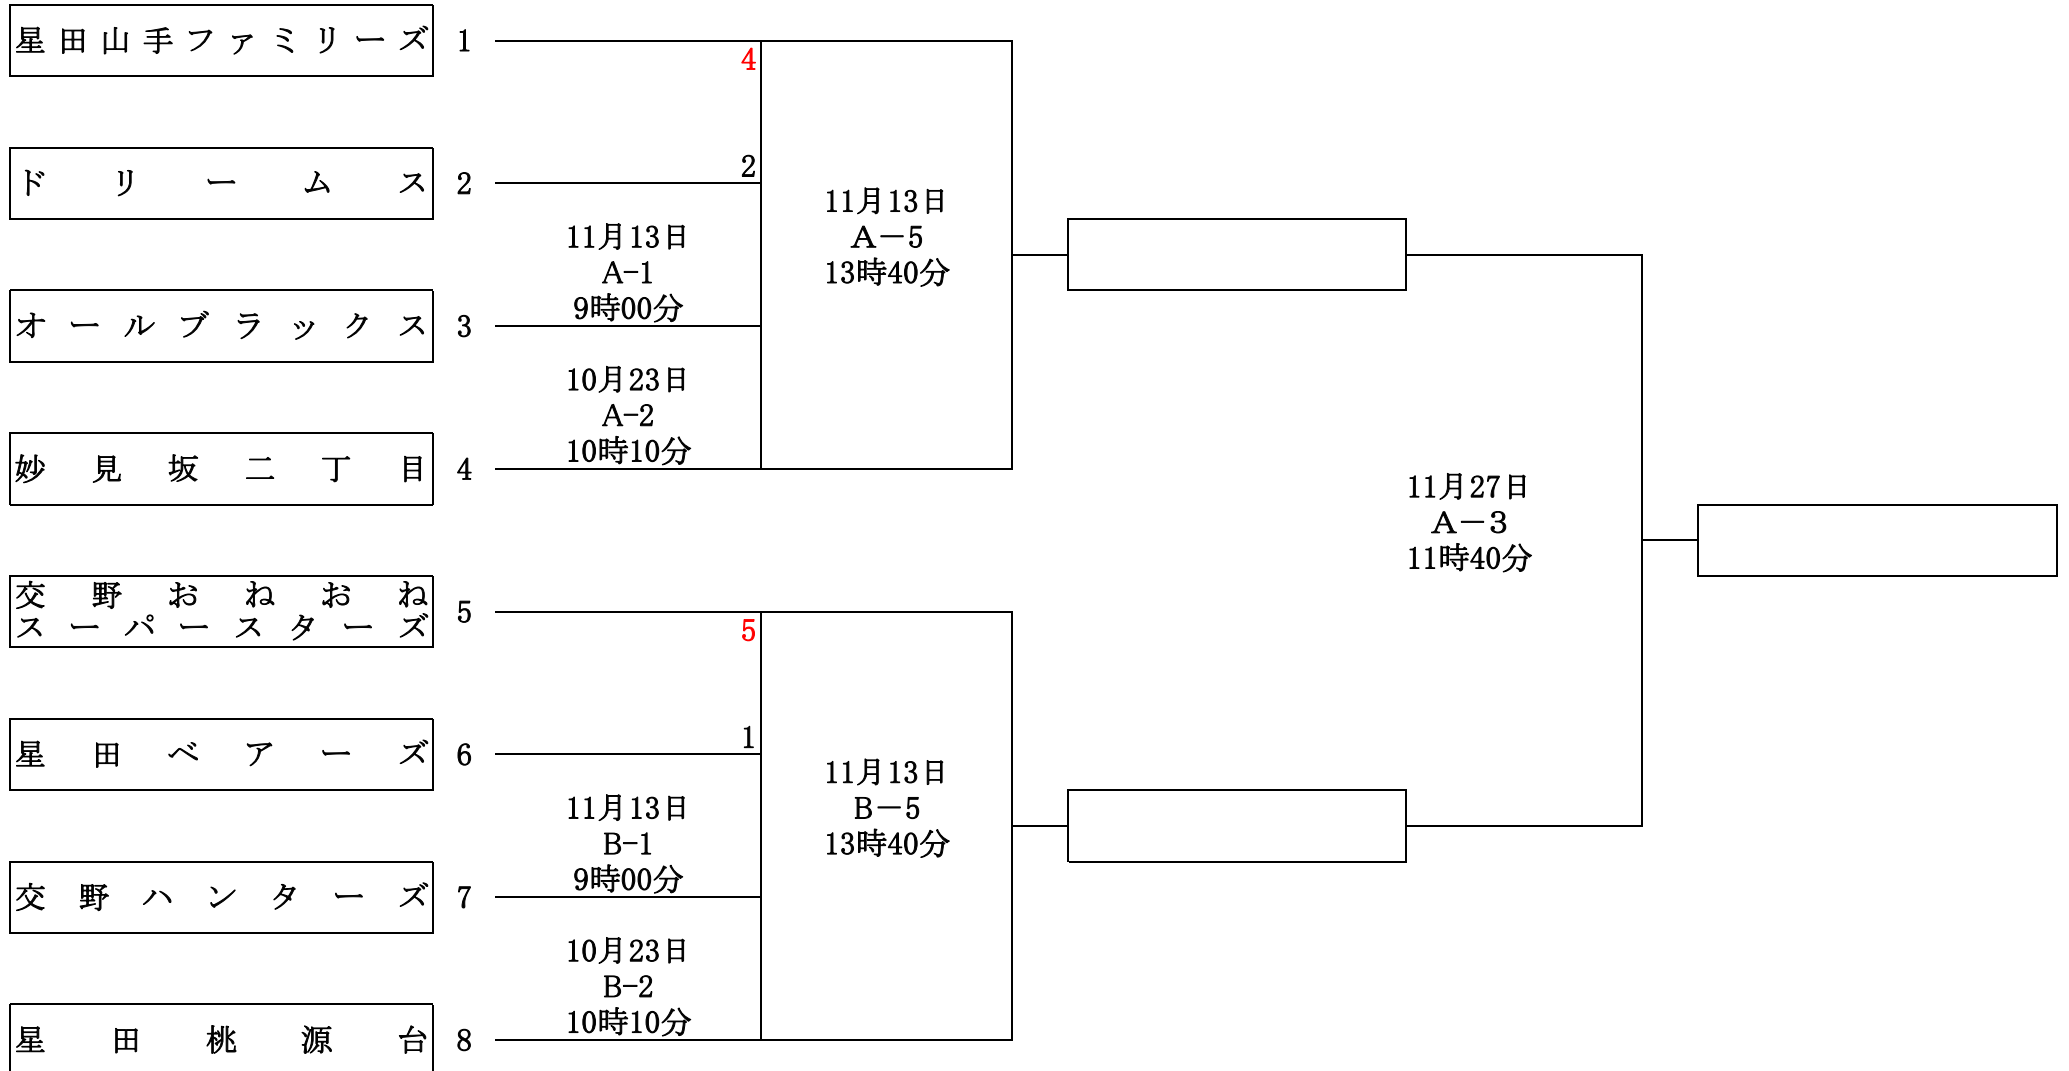 星田山手ファミリーズ 1
4
ドリームス 2
2
11月13日
A-1
9時00分
オールブラックス 3
10月23日
A-2
10時10分
妙見坂二丁目 4
11月13日
A－5
13時40分
交野おねおね
スーパースターズ 5
5
星田ベアーズ 6
1
11月13日
B-1
9時00分
交野ハンターズ 7
10月23日
B-2
10時10分
星田桃源台 8
11月13日
B－5
13時40分
11月27日
A－3
11時40分